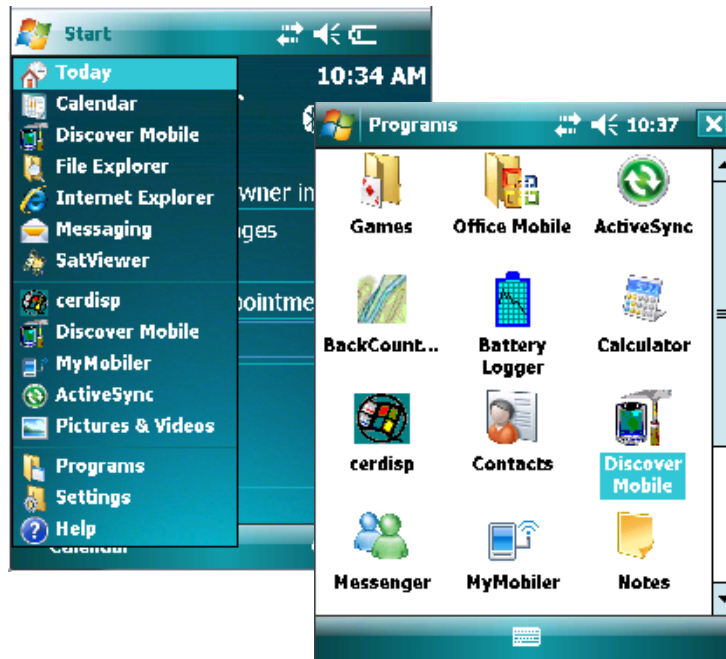 Start
10:34 AM
Today
Calendar
Discover Mobile
File Explorer
Internet Explorer
Messaging
SatViewer
cerdisp
Discover Mobile
MyMobiler
ActiveSync
Pictures & Videos
Programs
Settings
Help
wner in
ges
pointme
Calendar
Programs
10:37
Games
Office Mobile
ActiveSync
BackCount...
Battery
Logger
Calculator
cerdisp
Contacts
Discover
Mobile
Messenger
MyMobiler
Notes